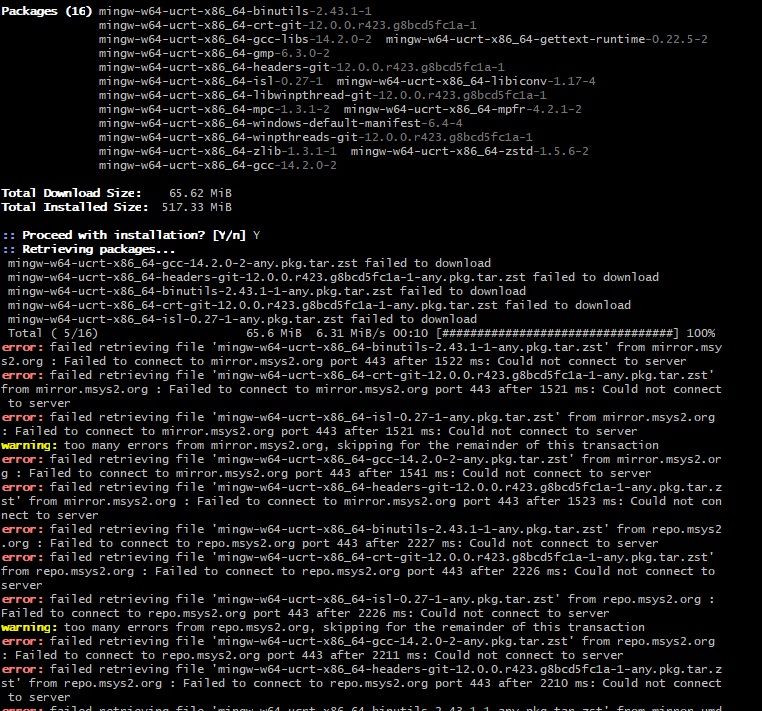 Packages (16) mingw-w64-ucrt-x86_64-binutils-2.43.1-1
mingw-w64-ucrt-x86_64-crt-git-12.0.0.r423.g8bcd5fc1a-1
mingw-w64-ucrt-x86_64-gcc-libs-14.2.0-2  mingw-w64-ucrt-x86_64-gettext-runtime-0.22.5-2
mingw-w64-ucrt-x86_64-gmp-6.3.0-2
mingw-w64-ucrt-x86_64-headers-git-12.0.0.r423.g8bcd5fc1a-1
mingw-w64-ucrt-x86_64-isl-0.27-1  mingw-w64-ucrt-x86_64-libiconv-1.17-4
mingw-w64-ucrt-x86_64-libwinpthread-git-12.0.0.r423.g8bcd5fc1a-1
mingw-w64-ucrt-x86_64-mpc-1.3.1-2  mingw-w64-ucrt-x86_64-mpfr-4.2.1-2
mingw-w64-ucrt-x86_64-windows-default-manifest-6.4-4
mingw-w64-ucrt-x86_64-winpthreads-git-12.0.0.r423.g8bcd5fc1a-1
mingw-w64-ucrt-x86_64-zlib-1.3.1-1  mingw-w64-ucrt-x86_64-zstd-1.5.6-2
mingw-w64-ucrt-x86_64-gcc-14.2.0-2
Total Download Size:    65.62 MiB
Total Installed Size:  517.33 MiB
:: Proceed with installation? [Y/n] Y
:: Retrieving packages...
mingw-w64-ucrt-x86_64-gcc-14.2.0-2-any.pkg.tar.zst failed to download
mingw-w64-ucrt-x86_64-headers-git-12.0.0.r423.g8bcd5fc1a-1-any.pkg.tar.zst failed to download
mingw-w64-ucrt-x86_64-binutils-2.43.1-1-any.pkg.tar.zst failed to download
mingw-w64-ucrt-x86_64-crt-git-12.0.0.r423.g8bcd5fc1a-1-any.pkg.tar.zst failed to download
mingw-w64-ucrt-x86_64-isl-0.27-1-any.pkg.tar.zst failed to download
Total ( 5/16)                     65.6 MiB  6.31 MiB/s 00:10 [#################################] 100%
error: failed retrieving file 'mingw-w64-ucrt-x86_64-binutils-2.43.1-1-any.pkg.tar.zst' from mirror.msy
s2.org : Failed to connect to mirror.msys2.org port 443 after 1522 ms: Could not connect to server
error: failed retrieving file 'mingw-w64-ucrt-x86_64-crt-git-12.0.0.r423.g8bcd5fc1a-1-any.pkg.tar.zst'
from mirror.msys2.org : Failed to connect to mirror.msys2.org port 443 after 1521 ms: Could not connect
to server
error: failed retrieving file 'mingw-w64-ucrt-x86_64-isl-0.27-1-any.pkg.tar.zst' from mirror.msys2.org
: Failed to connect to mirror.msys2.org port 443 after 1521 ms: Could not connect to server
warning: too many errors from mirror.msys2.org, skipping for the remainder of this transaction
error: failed retrieving file 'mingw-w64-ucrt-x86_64-gcc-14.2.0-2-any.pkg.tar.zst' from mirror.msys2.or
g : Failed to connect to mirror.msys2.org port 443 after 1541 ms: Could not connect to server
error: failed retrieving file 'mingw-w64-ucrt-x86_64-headers-git-12.0.0.r423.g8bcd5fc1a-1-any.pkg.tar.z
st' from mirror.msys2.org : Failed to connect to mirror.msys2.org port 443 after 1523 ms: Could not con
nect to server
error: failed retrieving file 'mingw-w64-ucrt-x86_64-binutils-2.43.1-1-any.pkg.tar.zst' from repo.msys2
.org : Failed to connect to repo.msys2.org port 443 after 2227 ms: Could not connect to server
error: failed retrieving file 'mingw-w64-ucrt-x86_64-crt-git-12.0.0.r423.g8bcd5fc1a-1-any.pkg.tar.zst'
from repo.msys2.org : Failed to connect to repo.msys2.org port 443 after 2226 ms: Could not connect to
server
error: failed retrieving file 'mingw-w64-ucrt-x86_64-isl-0.27-1-any.pkg.tar.zst' from repo.msys2.org :
Failed to connect to repo.msys2.org port 443 after 2226 ms: Could not connect to server
warning: too many errors from repo.msys2.org, skipping for the remainder of this transaction
error: failed retrieving file 'mingw-w64-ucrt-x86_64-gcc-14.2.0-2-any.pkg.tar.zst' from repo.msys2.org
: Failed to connect to repo.msys2.org port 443 after 2211 ms: Could not connect to server
error: failed retrieving file 'mingw-w64-ucrt-x86_64-headers-git-12.0.0.r423.g8bcd5fc1a-1-any.pkg.tar.z
st' from repo.msys2.org : Failed to connect to repo.msys2.org port 443 after 2210 ms: Could not connect
to server